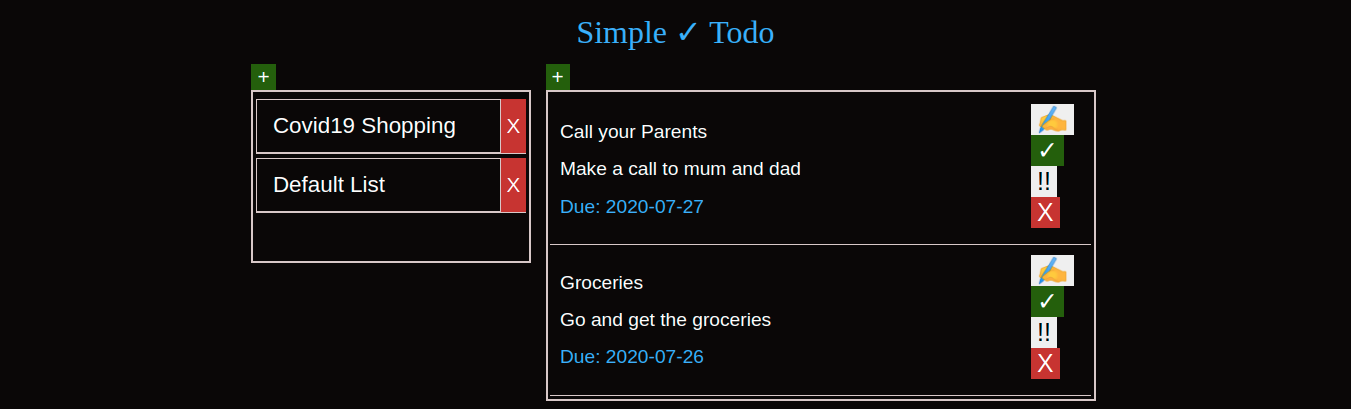 Simple ✓ Todo
+
Covid19 Shopping X
Default List X
+
Call your Parents
Make a call to mum and dad
Due: 2020-07-27
✍
✓
!!
X
Groceries
Go and get the groceries
Due: 2020-07-26
✍
✓
!!
X